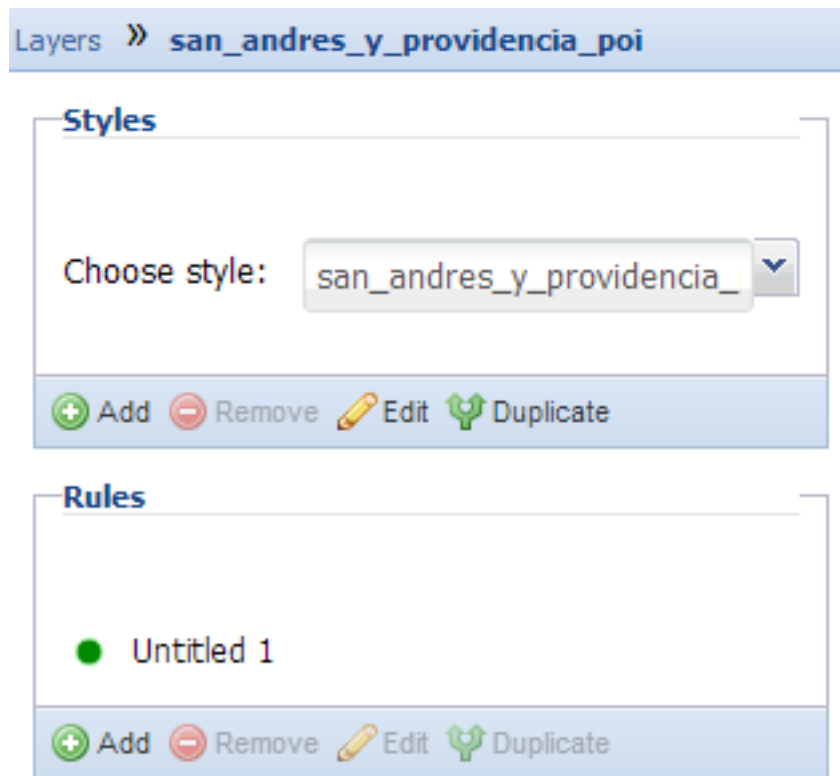 Layers » san_andres_y_providencia_poi
Styles
Choose style: san_andres_y_providencia_
Add Remove Edit Duplicate
Rules
Untitled 1
Add Remove Edit Duplicate